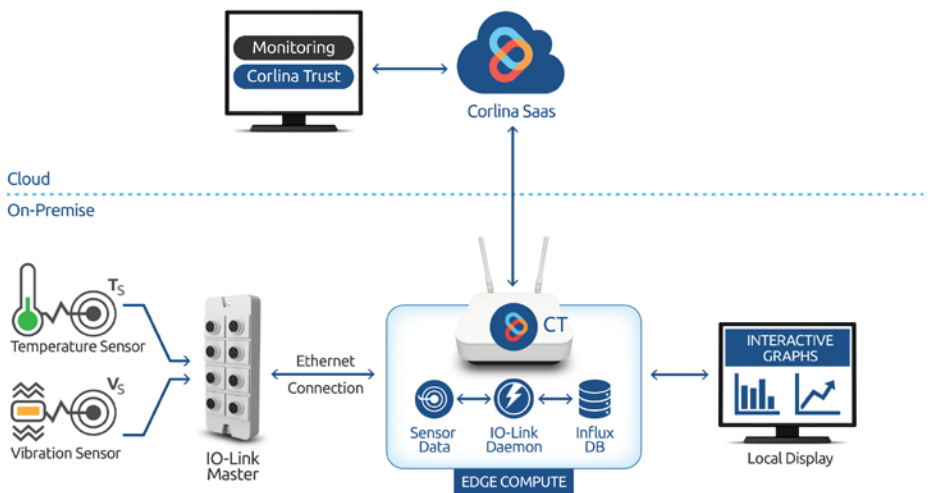 Monitoring
Corlina Trust
Corlina Saas
Cloud
On-Premise
Ts
Temperature Sensor
Vs
Vibration Sensor
IO-Link
Master
Ethernet
Connection
CT
Sensor
Data
IO-Link
Daemon
Influx
DB
EDGE COMPUTE
INTERACTIVE
GRAPHS
Local Display